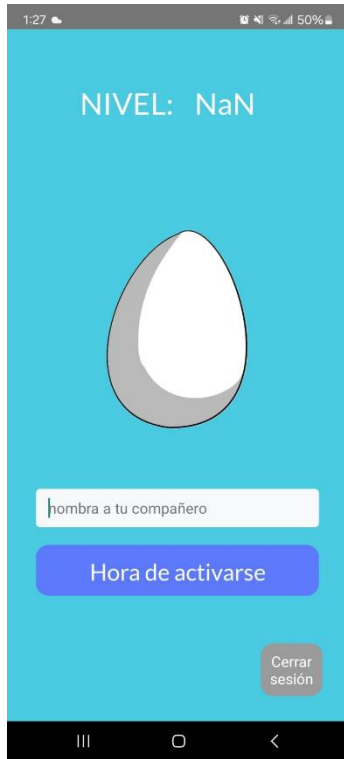 1:27 50%
NIVEL: NaN
nombra a tu compañero
Hora de activarse
Cerrar
sesión